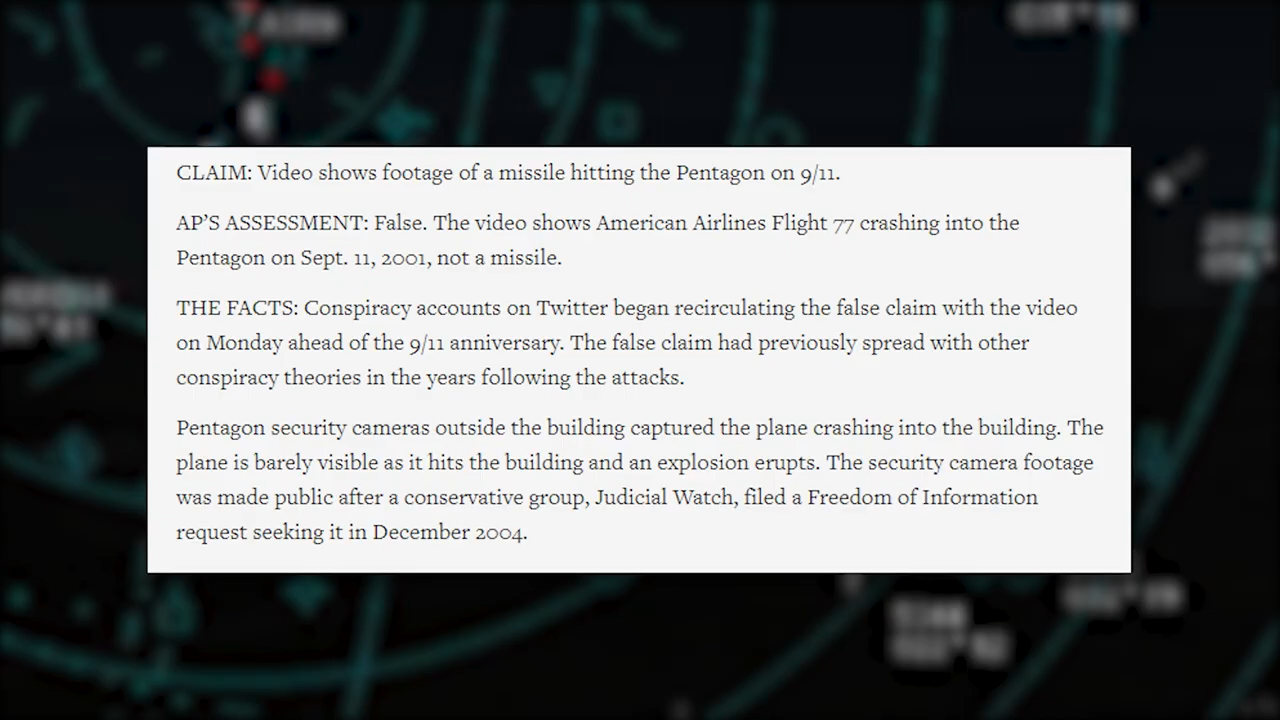 CLAIM: Video shows footage of a missile hitting the Pentagon on 9/11.
AP’S ASSESSMENT: False. The video shows American Airlines Flight 77 crashing into the
Pentagon on Sept. 11, 2001, not a missile.
THE FACTS: Conspiracy accounts on Twitter began recirculating the false claim with the video
on Monday ahead of the 9/11 anniversary. The false claim had previously spread with other
conspiracy theories in the years following the attacks.
Pentagon security cameras outside the building captured the plane crashing into the building. The
plane is barely visible as it hits the building and an explosion erupts. The security camera footage
was made public after a conservative group, Judicial Watch, filed a Freedom of Information
request seeking it in December 2004.